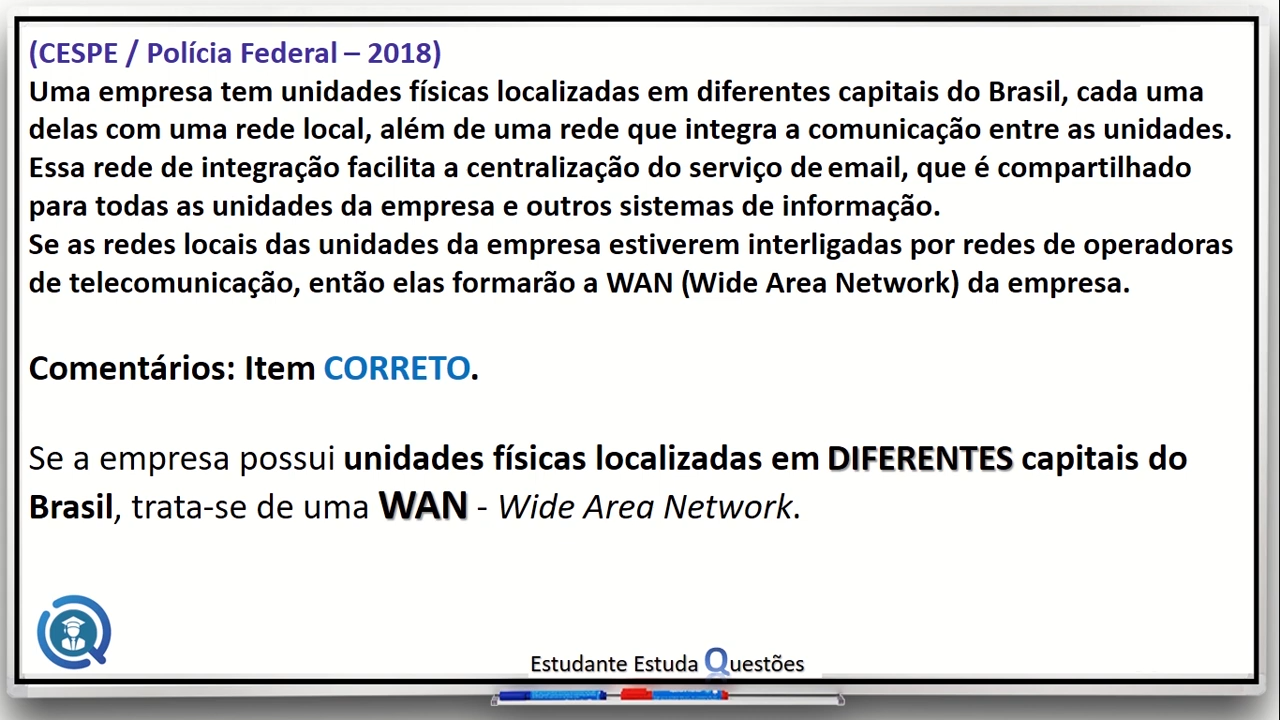 (CESPE / Polícia Federal – 2018)
Uma empresa tem unidades físicas localizadas em diferentes capitais do Brasil, cada uma
delas com uma rede local, além de uma rede que integra a comunicação entre as unidades.
Essa rede de integração facilita a centralização do serviço de email, que é compartilhado
para todas as unidades da empresa e outros sistemas de informação.
Se as redes locais das unidades da empresa estiverem interligadas por redes de operadoras
de telecomunicação, então elas formarão a WAN (Wide Area Network) da empresa.
Comentários: Item CORRETO.
Se a empresa possui unidades físicas localizadas em DIFERENTES capitais do
Brasil, trata-se de uma WAN - Wide Area Network.
Estudante Estuda Questões